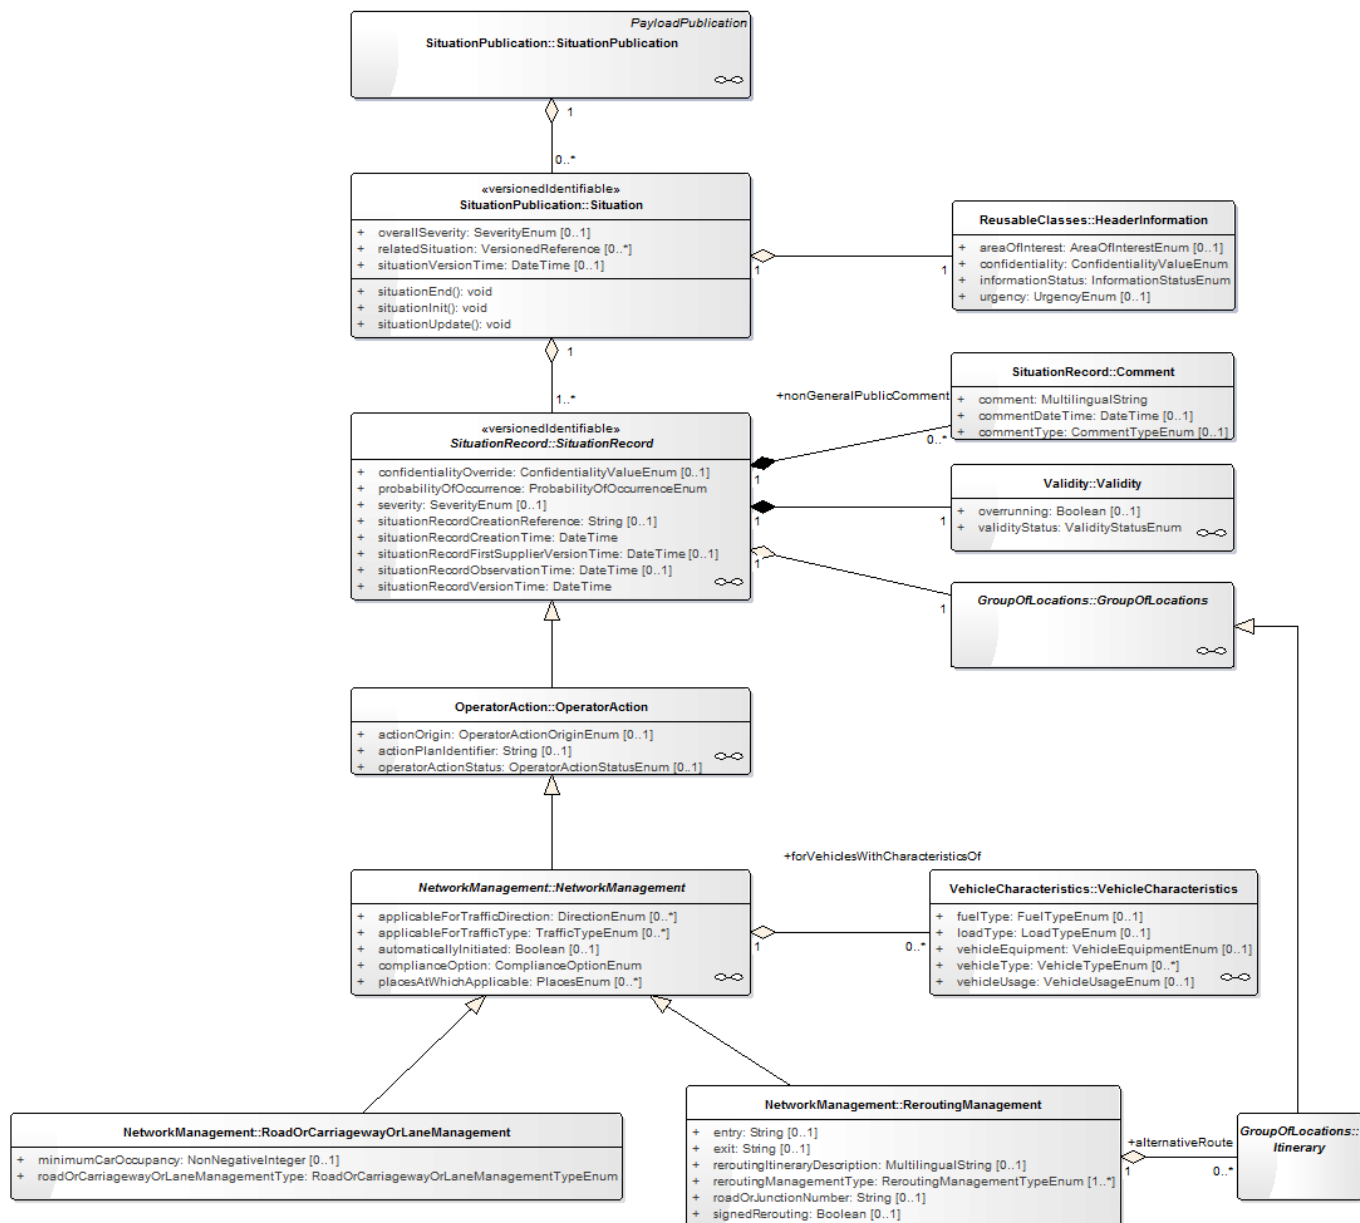 PayloadPublication
SituationPublication::SituationPublication
1
0..*
«versionedIdentifiable»
SituationPublication::Situation
+ overallSeverity: SeverityEnum [0..1]
+ relatedSituation: VersionedReference [0..*]
+ situationVersionTime: DateTime [0..1]
+ situationEnd(): void
+ situationInit(): void
+ situationUpdate(): void
1
1
ReusableClasses::HeaderInformation
+ areaOfInterest: AreaOfInterestEnum [0..1]
+ confidentiality: ConfidentialityValueEnum
+ informationStatus: InformationStatusEnum
+ urgency: UrgencyEnum [0..1]
1
1..*
«versionedIdentifiable»
SituationRecord::SituationRecord
+ confidentialityOverride: ConfidentialityValueEnum [0..1]
+ probabilityOfOccurrence: ProbabilityOfOccurrenceEnum
+ severity: SeverityEnum [0..1]
+ situationRecordCreationReference: String [0..1]
+ situationRecordCreationTime: DateTime
+ situationRecordFirstSupplierVersionTime: DateTime [0..1]
+ situationRecordObservationTime: DateTime [0..1]
+ situationRecordVersionTime: DateTime
+nonGeneralPublicComment
0..*
1
SituationRecord::Comment
+ comment: MultilingualString
+ commentDateTime: DateTime [0..1]
+ commentType: CommentTypeEnum [0..1]
1
1
Validity::Validity
+ overrunning: Boolean [0..1]
+ validityStatus: ValidityStatusEnum
1
1
GroupOfLocations::GroupOfLocations
OperatorAction::OperatorAction
+ actionOrigin: OperatorActionOriginEnum [0..1]
+ actionPlanIdentifier: String [0..1]
+ operatorActionStatus: OperatorActionStatusEnum [0..1]
NetworkManagement::NetworkManagement
+ applicableForTrafficDirection: DirectionEnum [0..*]
+ applicableForTrafficType: TrafficTypeEnum [0..*]
+ automaticallyInitiated: Boolean [0..1]
+ complianceOption: ComplianceOptionEnum
+ placesAtWhichApplicable: PlacesEnum [0..*]
+forVehiclesWithCharacteristicsOf
1
0..*
VehicleCharacteristics::VehicleCharacteristics
+ fuelType: FuelTypeEnum [0..1]
+ loadType: LoadTypeEnum [0..1]
+ vehicleEquipment: VehicleEquipmentEnum [0..1]
+ vehicleType: VehicleTypeEnum [0..*]
+ vehicleUsage: VehicleUsageEnum [0..1]
NetworkManagement::RoadOrCarriagewayOrLaneManagement
+ minimumCarOccupancy: NonNegativeInteger [0..1]
+ roadOrCarriagewayOrLaneManagementType: RoadOrCarriagewayOrLaneManagementTypeEnum
NetworkManagement::ReroutingManagement
+ entry: String [0..1]
+ exit: String [0..1]
+ reroutingItineraryDescription: MultilingualString [0..1]
+ reroutingManagementType: ReroutingManagementTypeEnum [1..*]
+ roadOrJunctionNumber: String [0..1]
+ signedRerouting: Boolean [0..1]
+alternativeRoute
1
0..*
GroupOfLocations::
Itinerary